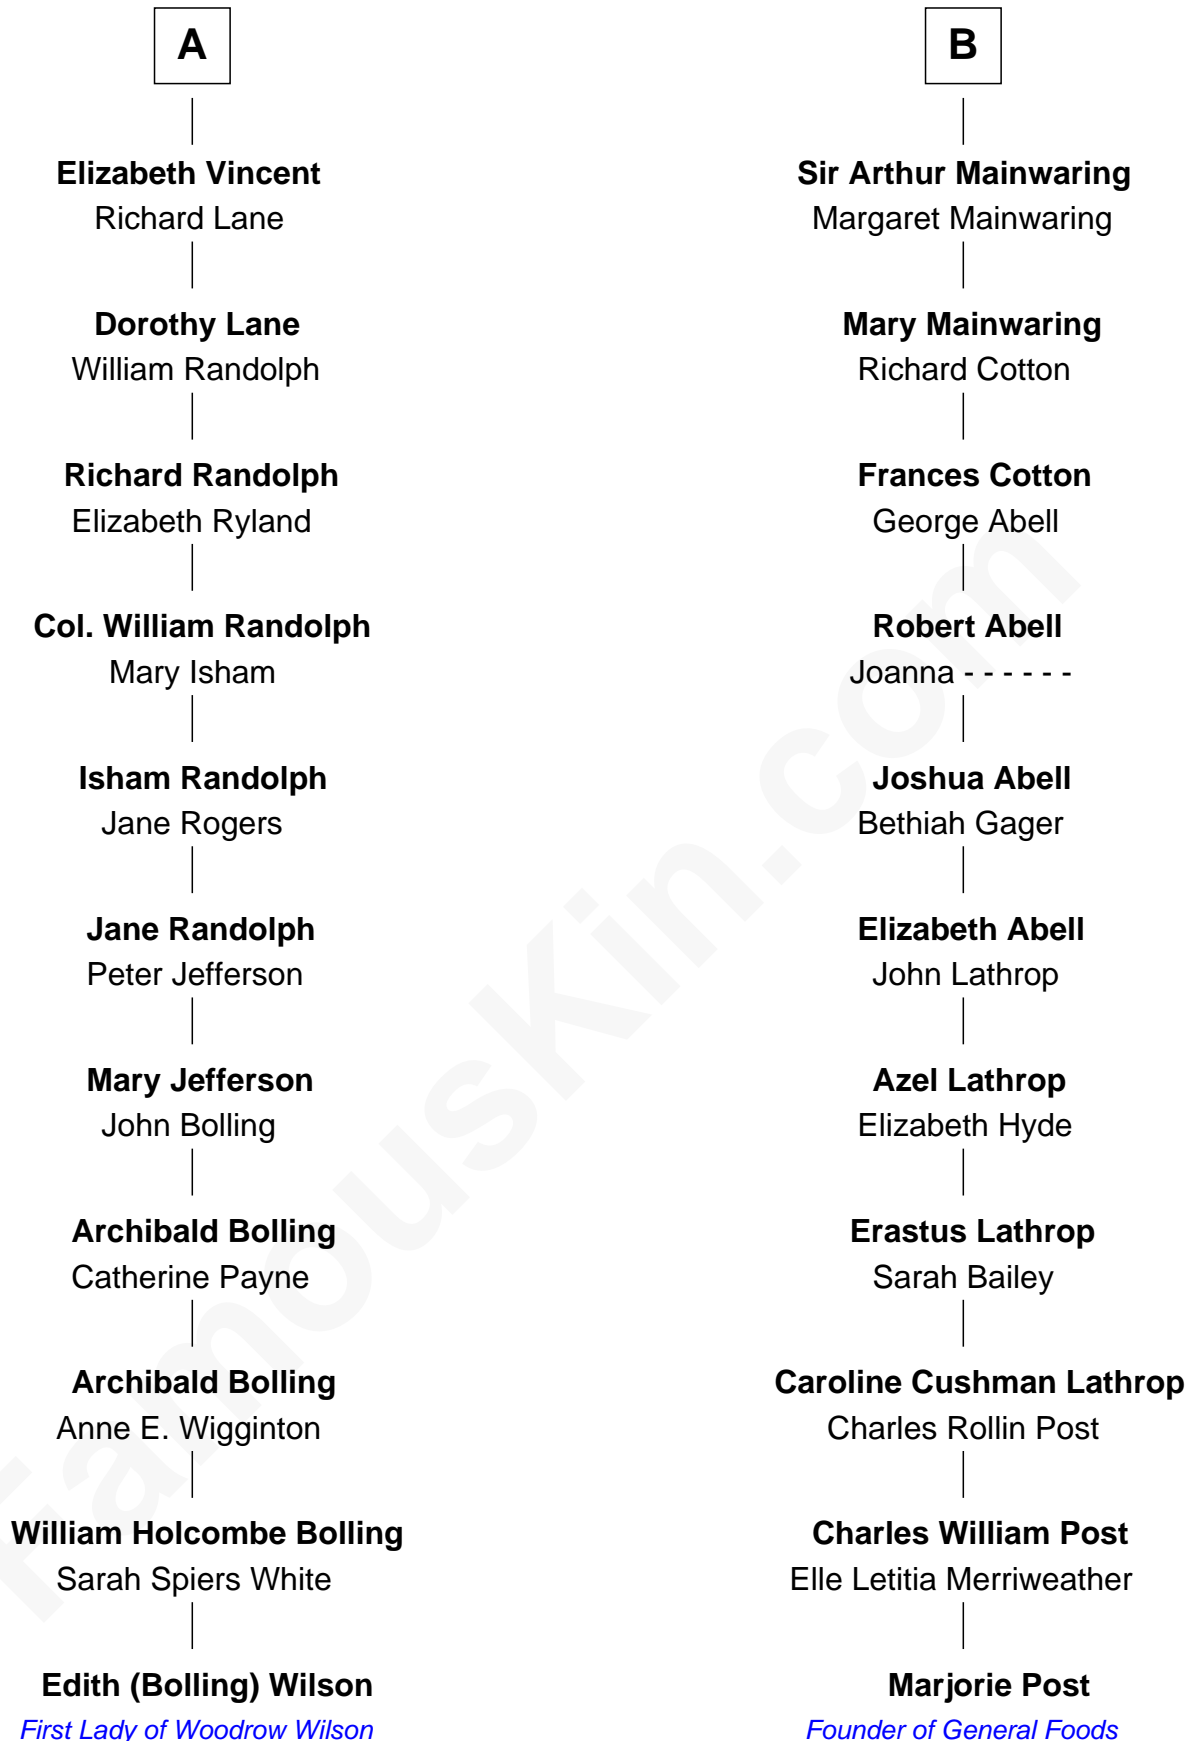 A
Elizabeth Vincent
Richard Lane
Dorothy Lane
William Randolph
Richard Randolph
Elizabeth Ryland
Col. William Randolph
Mary Isham
Isham Randolph
Jane Rogers
Jane Randolph
Peter Jefferson
Mary Jefferson
John Bolling
Archibald Bolling
Catherine Payne
Archibald Bolling
Anne E. Wigginton
William Holcombe Bolling
Sarah Spiers White
Edith (Bolling) Wilson
First Lady of Woodrow Wilson
B
Sir Arthur Mainwaring
Margaret Mainwaring
Mary Mainwaring
Richard Cotton
Frances Cotton
George Abell
Robert Abell
Joanna - - - - - -
Joshua Abell
Bethiah Gager
Elizabeth Abell
John Lathrop
Azel Lathrop
Elizabeth Hyde
Erastus Lathrop
Sarah Bailey
Caroline Cushman Lathrop
Charles Rollin Post
Charles William Post
Elle Letitia Merriweather
Marjorie Post
Founder of General Foods
FamousKin.com